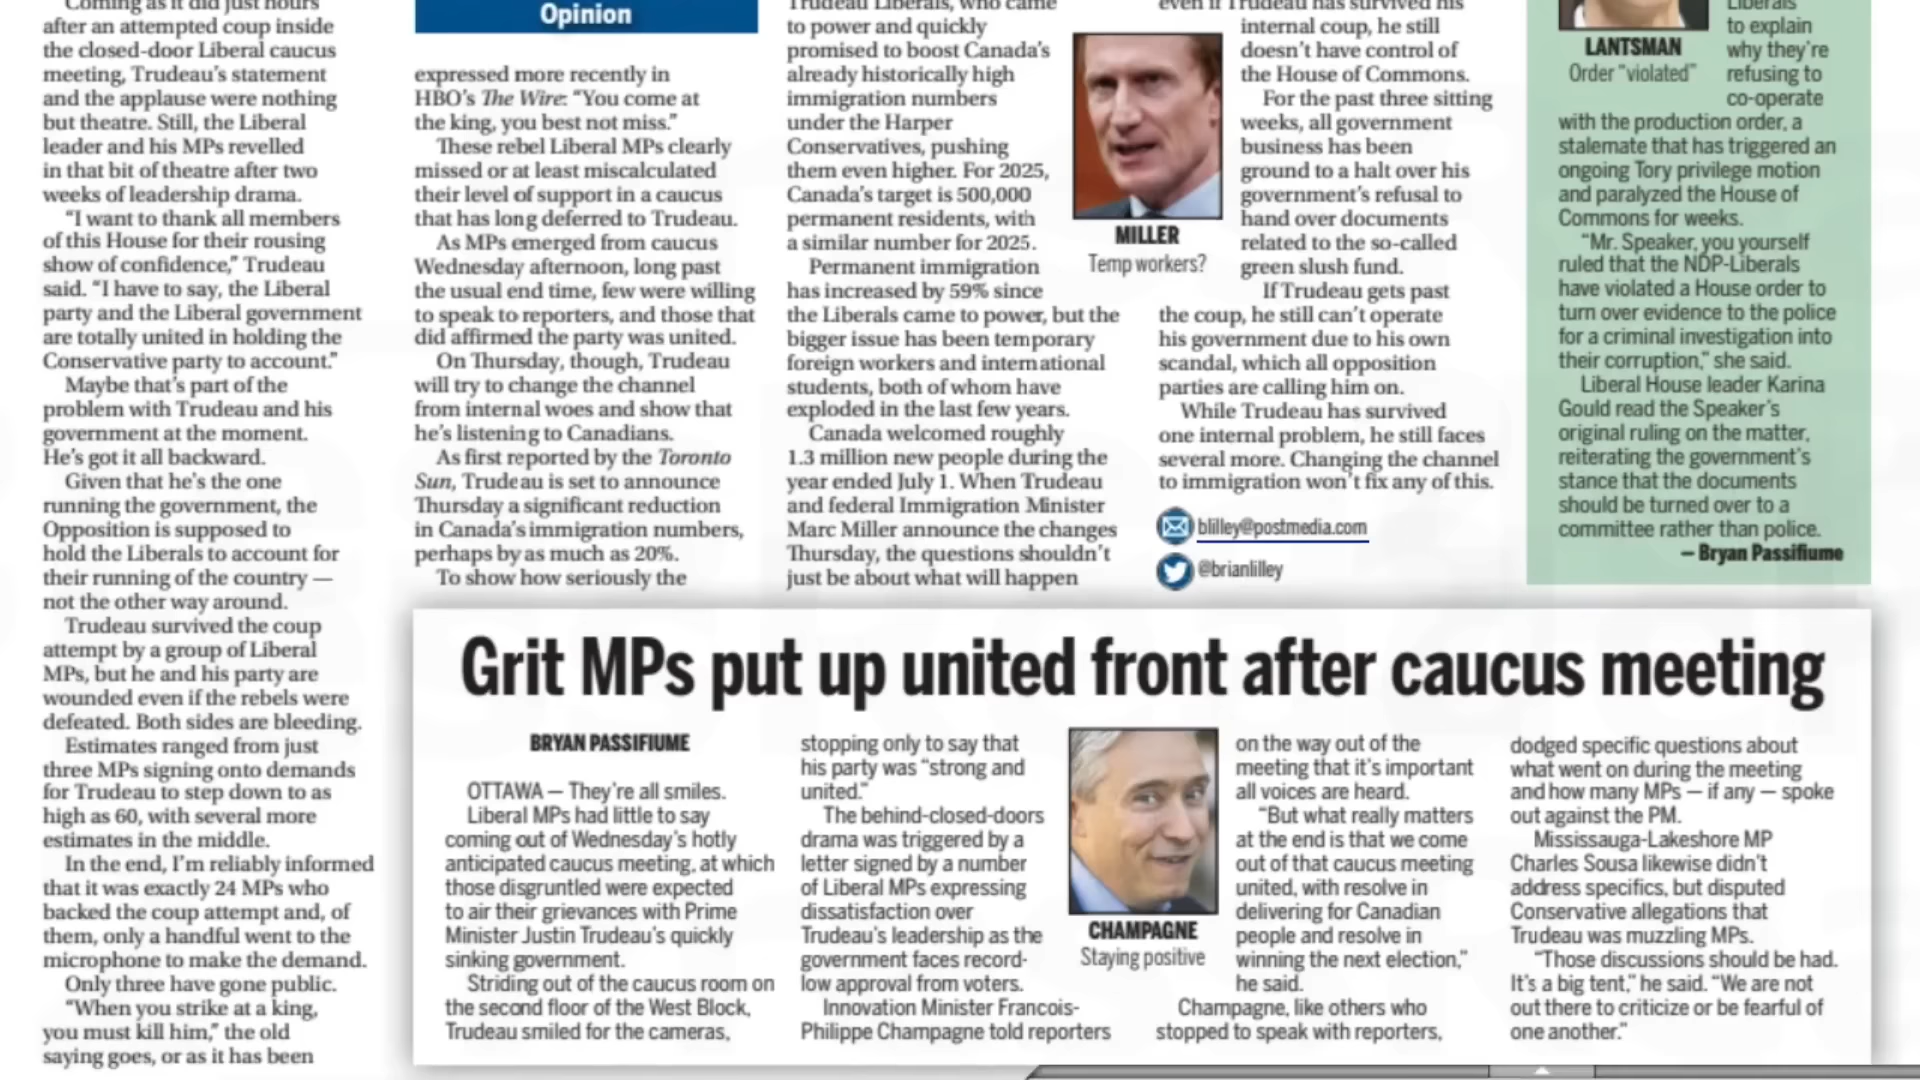 Coming as it did just hours
after an attempted coup inside
the closed-door Liberal caucus
meeting, Trudeau's statement
and the applause were nothing
but theatre. Still, the Liberal
leader and his MPs revelled
in that bit of theatre after two
weeks of leadership drama.
"I want to thank all members
of this House for their rousing
show of confidence," Trudeau
said. "I have to say, the Liberal
party and the Liberal government
are totally united in holding the
Conservative party to account."
Maybe that's part of the
problem with Trudeau and his
government at the moment.
He's got it all backward.
Given that he's the one
running the government, the
Opposition is supposed to
hold the Liberals to account for
their running of the country —
not the other way around.
Trudeau survived the coup
attempt by a group of Liberal
MPs, but he and his party are
wounded even if the rebels were
defeated. Both sides are bleeding.
Estimates ranged from just
three MPs signing onto demands
for Trudeau to step down to as
high as 60, with several more
estimates in the middle.
In the end, I'm reliably informed
that it was exactly 24 MPs who
backed the coup attempt and, of
them, only a handful went to the
microphone to make the demand.
Only three have gone public.
"When you strike at a king,
you must kill him," the old
saying goes, or as it has been
Opinion
expressed more recently in
HBO's The Wire: "You come at
the king, you best not miss."
These rebel Liberal MPs clearly
missed or at least miscalculated
their level of support in a caucus
that has long deferred to Trudeau.
As MPs emerged from caucus
Wednesday afternoon, long past
the usual end time, few were willing
to speak to reporters, and those that
did affirmed the party was united.
On Thursday, though, Trudeau
will try to change the channel
from internal woes and show that
he's listening to Canadians.
As first reported by the Toronto
Sun, Trudeau is set to announce
Thursday a significant reduction
in Canada's immigration numbers,
perhaps by as much as 20%.
To show how seriously the
Trudeau Liberals, who came
to power and quickly
promised to boost Canada's
already historically high
immigration numbers
under the Harper
Conservatives, pushing
them even higher. For 2025,
Canada's target is 500,000
permanent residents, with
a similar number for 2025.
Permanent immigration
has increased by 59% since
the Liberals came to power, but the
bigger issue has been temporary
foreign workers and international
students, both of whom have
exploded in the last few years.
Canada welcomed roughly
1.3 million new people during the
year ended July 1. When Trudeau
and federal Immigration Minister
Marc Miller announce the changes
Thursday, the questions shouldn't
just be about what will happen
MILLER
Temp workers?
even if Trudeau has survived his
internal coup, he still
doesn't have control of
the House of Commons.
For the past three sitting
weeks, all government
business has been
ground to a halt over his
government's refusal to
hand over documents
related to the so-called
green slush fund.
If Trudeau gets past
the coup, he still can't operate
his government due to his own
scandal, which all opposition
parties are calling him on.
While Trudeau has survived
one internal problem, he still faces
several more. Changing the channel
to immigration won't fix any of this.
blilley@postmedia.com
@brianlilley
LANTSMAN
Order "violated"
Liberals
to explain
why they're
refusing to
co-operate
with the production order, a
stalemate that has triggered an
ongoing Tory privilege motion
and paralyzed the House of
Commons for weeks.
"Mr. Speaker, you yourself
ruled that the NDP-Liberals
have violated a House order to
turn over evidence to the police
for a criminal investigation into
their corruption," she said.
Liberal House leader Karina
Gould read the Speaker's
original ruling on the matter,
reiterating the government's
stance that the documents
should be turned over to a
committee rather than police.
— Bryan Passifiume
Grit MPs put up united front after caucus meeting
BRYAN PASSIFIUME
OTTAWA — They're all smiles.
Liberal MPs had little to say
coming out of Wednesday's hotly
anticipated caucus meeting, at which
those disgruntled were expected
to air their grievances with Prime
Minister Justin Trudeau's quickly
sinking government.
Striding out of the caucus room on
the second floor of the West Block,
Trudeau smiled for the cameras,
stopping only to say that
his party was "strong and
united."
The behind-closed-doors
drama was triggered by a
letter signed by a number
of Liberal MPs expressing
dissatisfaction over
Trudeau's leadership as the
government faces record-
low approval from voters.
Innovation Minister Francois-
Philippe Champagne told reporters
CHAMPAGNE
Staying positive
on the way out of the
meeting that it's important
all voices are heard.
"But what really matters
at the end is that we come
out of that caucus meeting
united, with resolve in
delivering for Canadian
people and resolve in
winning the next election,"
he said.
Champagne, like others who
stopped to speak with reporters,
dodged specific questions about
what went on during the meeting
and how many MPs — if any — spoke
out against the PM.
Mississauga-Lakeshore MP
Charles Sousa likewise didn't
address specifics, but disputed
Conservative allegations that
Trudeau was muzzling MPs.
"Those discussions should be had.
It's a big tent," he said. "We are not
out there to criticize or be fearful of
one another."